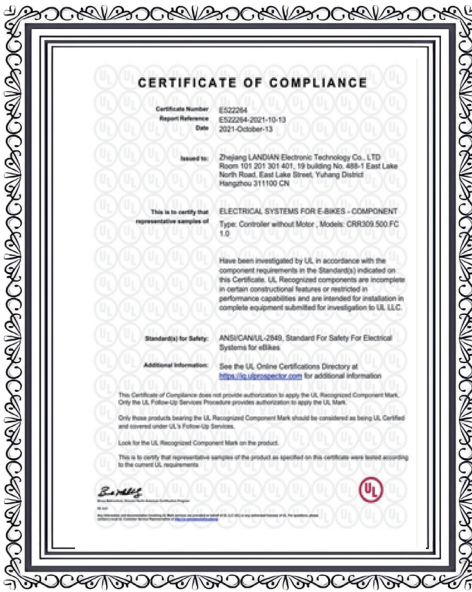 CERTIFICATE OF COMPLIANCE
Certificate Number E522264
Report Reference E522264-2021-10-13
Date 2021-October-13
Issued to: Zhejiang LANDIAN Electronic Technology Co., LTD
Room 101 201 301 401, 19 building No. 488-1 East Lake
North Road, East Lake Street, Yuhang District
Hangzhou 311100 CN
This is to certify that ELECTRICAL SYSTEMS FOR E-BIKES - COMPONENT
representative samples of Type: Controller without Motor , Models: CRR309.500.FC
1.0
Have been investigated by UL in accordance with the
component requirements in the Standard(s) indicated on
this Certificate. UL Recognized components are incomplete
in certain constructional features or restricted in
performance capabilities and are intended for installation in
complete equipment submitted for investigation to UL LLC.
Standard(s) for Safety: ANSI/CAN/UL-2849, Standard For Safety For Electrical
Systems for eBikes
Additional Information: See the UL Online Certifications Directory at
https://iq.ulprospector.com for additional information
This Certificate of Compliance does not provide authorization to apply the UL Recognized Component Mark.
Only the UL Follow-Up Services Procedure provides authorization to apply the UL Mark.
Only those products bearing the UL Recognized Component Mark should be considered as being UL Certified
and covered under UL's Follow-Up Services.
Look for the UL Recognized Component Mark on the product.
This is to certify that representative samples of the product as specified on this certificate were tested according
to the current UL requirements
UL